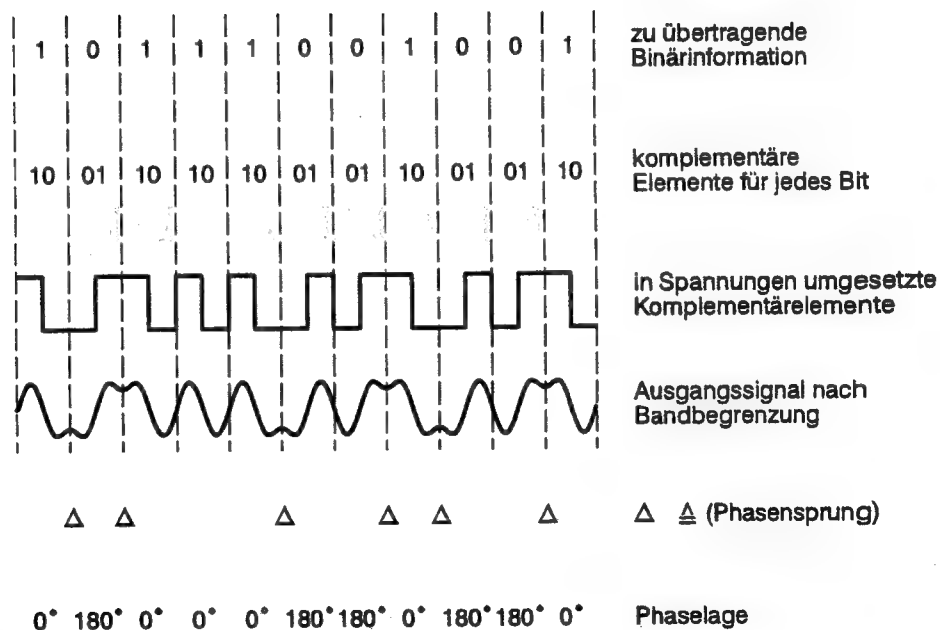 1 0 1 1 1 0 0 1 0 0 1
zu übertragende
Binärinformation
10 01 10 10 10 01 01 10 01 01 10
komplementäre
Elemente für jedes Bit
in Spannungen umgesetzte
Komplementärelemente
Ausgangssignal nach
Bandbegrenzung
Δ Δ Δ Δ Δ Δ Δ ≙ (Phasensprung)
0° 180° 0° 0° 0° 180° 180° 0° 180° 180° 0° Phaselage